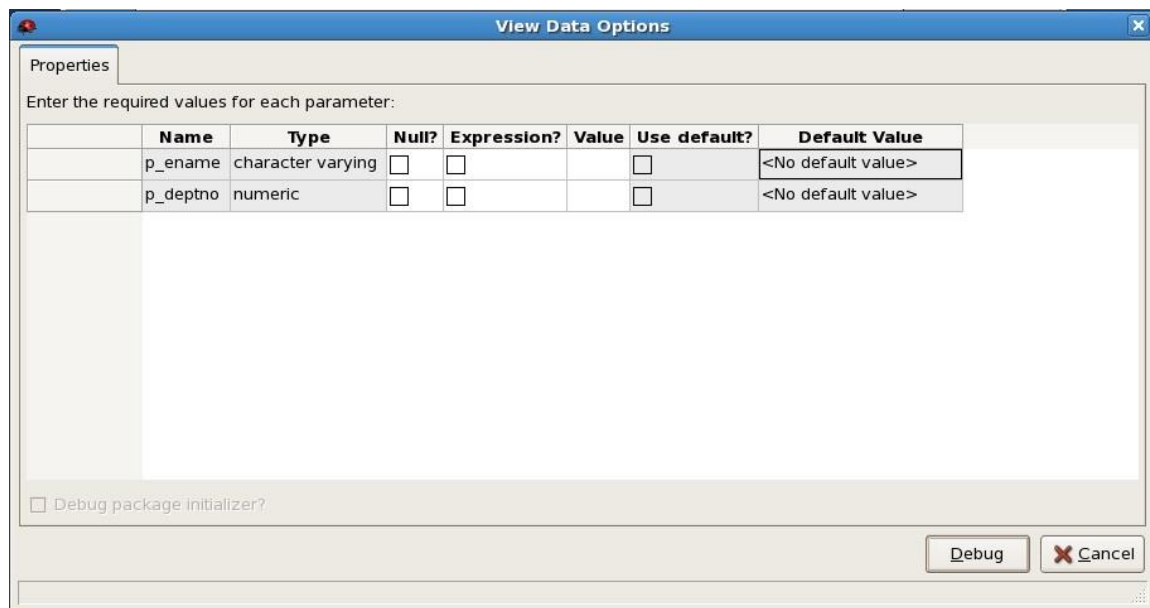 View Data Options
Properties
Enter the required values for each parameter:
Name Type Null? Expression? Value Use default? Default Value
p_ename character varying <No default value>
p_deptno numeric <No default value>
Debug package initializer?
Debug Cancel